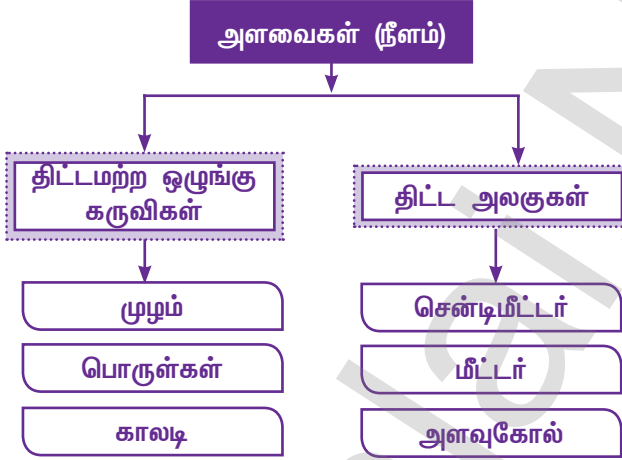 அளவைகள் (நீளம்)
திட்டமற்ற ஒழுங்கு
கருவிகள்
முழம்
பொருள்கள்
காலடி
திட்ட அலகுகள்
சென்டிமீட்டர்
மீட்டர்
அளவுகோல்